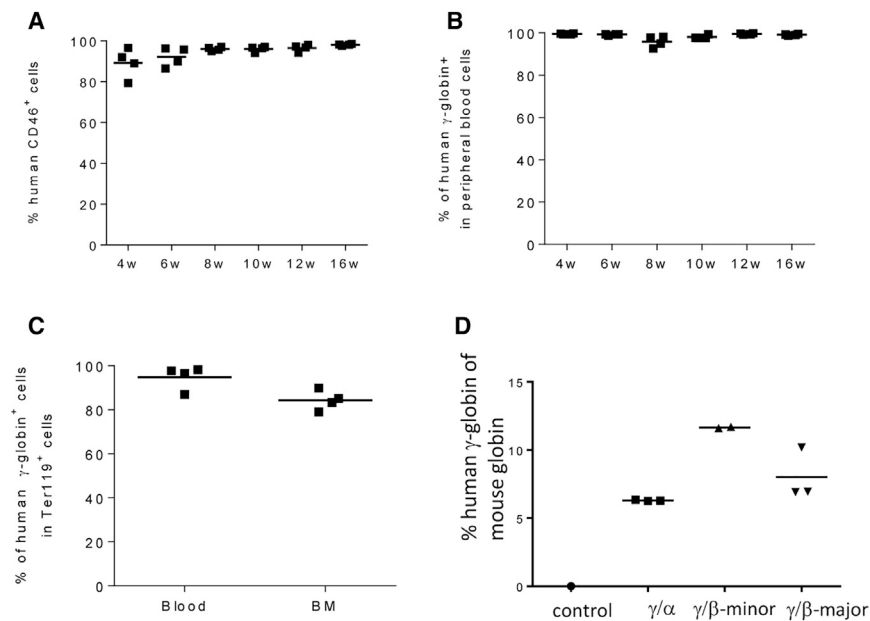 A
% human CD46+ cells
100
80
60
40
20
0
4w 6w 8w 10w 12w 16w
B
% of human γ-globin+
in peripheral blood cells
100
80
60
40
20
0
4w 6w 8w 10w 12w 16w
C
% of human γ-globin+ cells
in Ter119+ cells
100
80
60
40
20
0
Blood BM
D
% human γ-globin of
mouse globin
15
10
5
0
control γ/α γ/β-minor γ/β-major